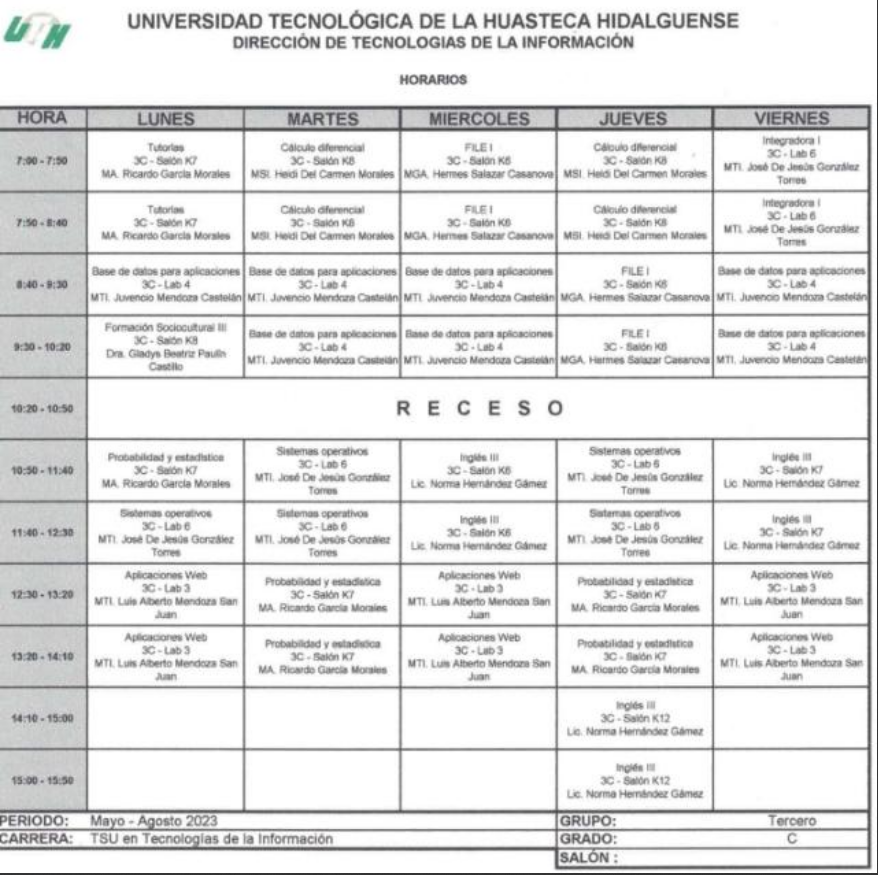 UTH
UNIVERSIDAD TECNOLÓGICA DE LA HUASTECA HIDALGUENSE
DIRECCIÓN DE TECNOLOGIAS DE LA INFORMACIÓN
HORARIOS
HORA LUNES MARTES MIERCOLES JUEVES VIERNES
7:00 - 7:50
Tutorías
3C - Salón K7
MA. Ricardo García Morales
Cálculo diferencial
3C - Salón K8
MSI. Heidi Del Carmen Morales
FILE I
3C - Salón K6
MGA. Hermes Salazar Casanova
Cálculo diferencial
3C - Salón K8
MSI. Heidi Del Carmen Morales
Integradora I
3C - Lab 6
MTI. José De Jesús González
Torres
7:50 - 8:40
Tutorías
3C - Salón K7
MA. Ricardo García Morales
Cálculo diferencial
3C - Salón K8
MSI. Heidi Del Carmen Morales
FILE I
3C - Salón K6
MGA. Hermes Salazar Casanova
Cálculo diferencial
3C - Salón K8
MSI. Heidi Del Carmen Morales
Integradora I
3C - Lab 6
MTI. José De Jesús González
Torres
8:40 - 9:30
Base de datos para aplicaciones
3C - Lab 4
MTI. Juvencio Mendoza Castelán
Base de datos para aplicaciones
3C - Lab 4
MTI. Juvencio Mendoza Castelán
Base de datos para aplicaciones
3C - Lab 4
MTI. Juvencio Mendoza Castelán
FILE I
3C - Salón K6
MGA. Hermes Salazar Casanova
Base de datos para aplicaciones
3C - Lab 4
MTI. Juvencio Mendoza Castelán
9:30 - 10:20
Formación Sociocultural III
3C - Salón K8
Dra. Gladys Beatriz Paulín
Castillo
Base de datos para aplicaciones
3C - Lab 4
MTI. Juvencio Mendoza Castelán
Base de datos para aplicaciones
3C - Lab 4
MTI. Juvencio Mendoza Castelán
FILE I
3C - Salón K6
MGA. Hermes Salazar Casanova
Base de datos para aplicaciones
3C - Lab 4
MTI. Juvencio Mendoza Castelán
10:20 - 10:50
R E C E S O
10:50 - 11:40
Probabilidad y estadística
3C - Salón K7
MA. Ricardo García Morales
Sistemas operativos
3C - Lab 6
MTI. José De Jesús González
Torres
Inglés III
3C - Salón K6
Lic. Norma Hernández Gámez
Sistemas operativos
3C - Lab 6
MTI. José De Jesús González
Torres
Inglés III
3C - Salón K7
Lic. Norma Hernández Gámez
11:40 - 12:30
Sistemas operativos
3C - Lab 6
MTI. José De Jesús González
Torres
Sistemas operativos
3C - Lab 6
MTI. José De Jesús González
Torres
Inglés III
3C - Salón K6
Lic. Norma Hernández Gámez
Sistemas operativos
3C - Lab 6
MTI. José De Jesús González
Torres
Inglés III
3C - Salón K7
Lic. Norma Hernández Gámez
12:30 - 13:20
Aplicaciones Web
3C - Lab 3
MTI. Luis Alberto Mendoza San
Juan
Probabilidad y estadística
3C - Salón K7
MA. Ricardo García Morales
Aplicaciones Web
3C - Lab 3
MTI. Luis Alberto Mendoza San
Juan
Probabilidad y estadística
3C - Salón K7
MA. Ricardo García Morales
Aplicaciones Web
3C - Lab 3
MTI. Luis Alberto Mendoza San
Juan
13:20 - 14:10
Aplicaciones Web
3C - Lab 3
MTI. Luis Alberto Mendoza San
Juan
Probabilidad y estadística
3C - Salón K7
MA. Ricardo García Morales
Aplicaciones Web
3C - Lab 3
MTI. Luis Alberto Mendoza San
Juan
Probabilidad y estadística
3C - Salón K7
MA. Ricardo García Morales
Aplicaciones Web
3C - Lab 3
MTI. Luis Alberto Mendoza San
Juan
14:10 - 15:00
Inglés III
3C - Salón K12
Lic. Norma Hernández Gámez
15:00 - 15:50
Inglés III
3C - Salón K12
Lic. Norma Hernández Gámez
PERIODO: Mayo - Agosto 2023 GRUPO: Tercero
CARRERA: TSU en Tecnologías de la Información GRADO: C
SALÓN :